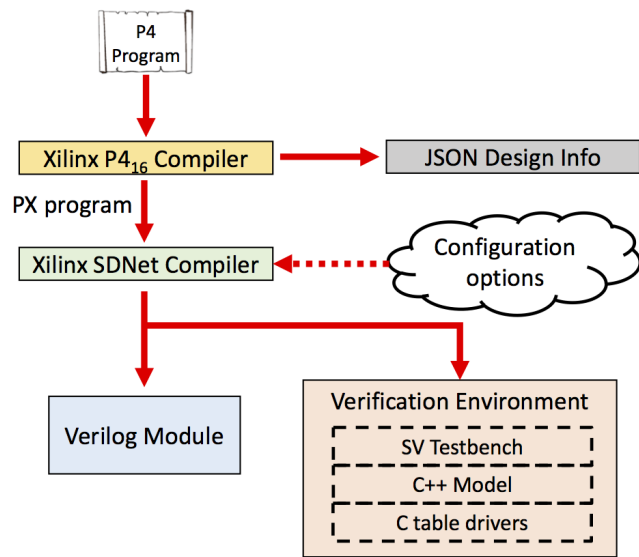 P4
Program
Xilinx P4₁₆ Compiler
JSON Design Info
PX program
Xilinx SDNet Compiler
Configuration
options
Verilog Module
Verification Environment
SV Testbench
C++ Model
C table drivers